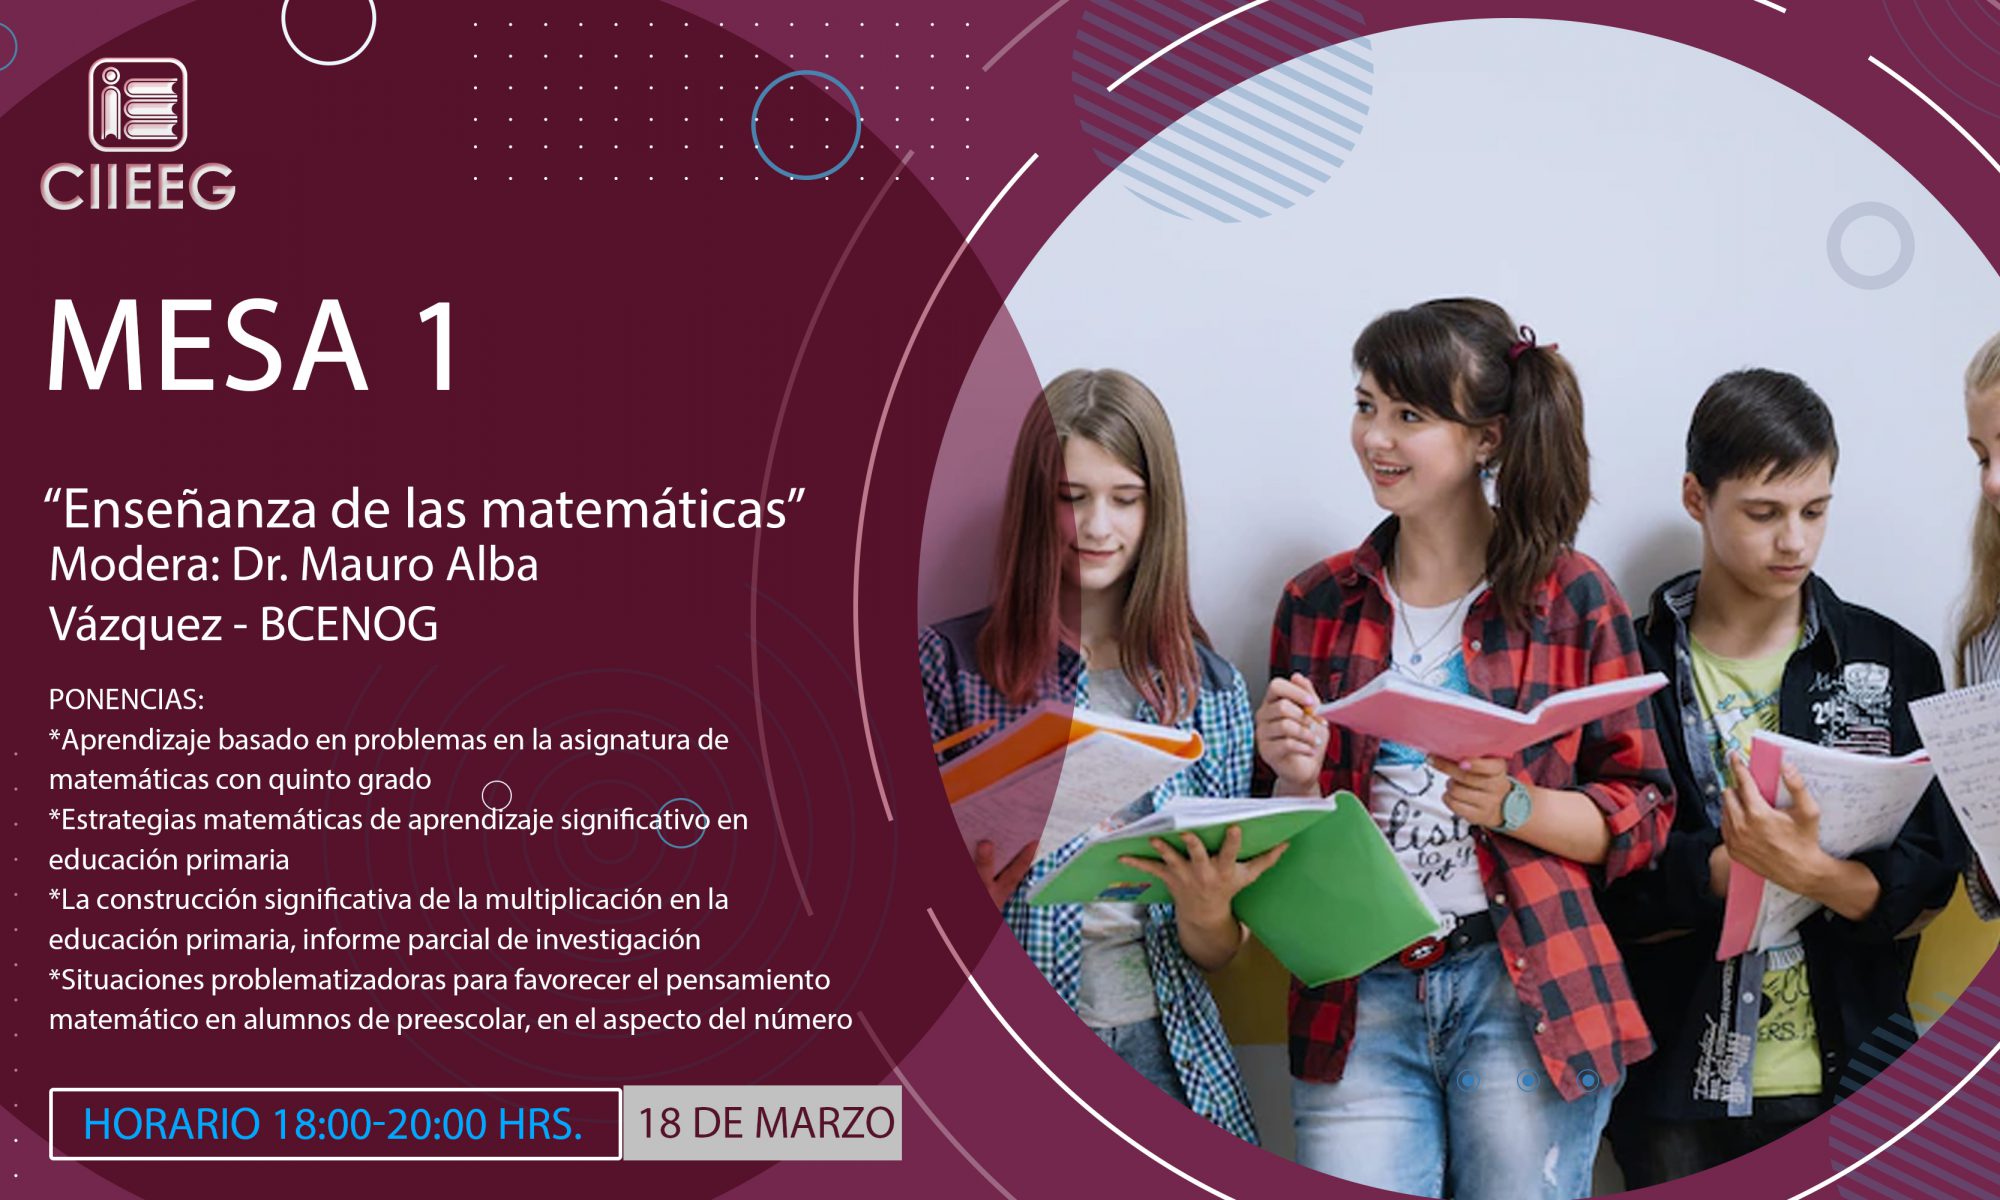 CIIEEG
MESA 1
“Enseñanza de las matemáticas”
Modera: Dr. Mauro Alba
Vázquez - BCENOG
PONENCIAS:
*Aprendizaje basado en problemas en la asignatura de
matemáticas con quinto grado
*Estrategias matemáticas de aprendizaje significativo en
educación primaria
*La construcción significativa de la multiplicación en la
educación primaria, informe parcial de investigación
*Situaciones problematizadoras para favorecer el pensamiento
matemático en alumnos de preescolar, en el aspecto del número
HORARIO 18:00-20:00 HRS.
18 DE MARZO